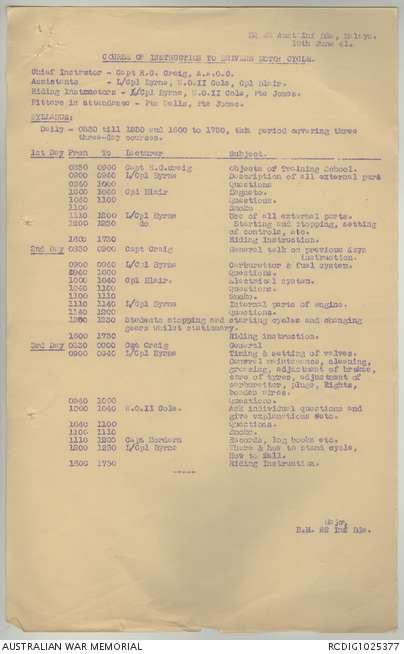 HQ 22 Aust Inf Bde, Malaya.
10th June 41.
COURSE OF INSTRUCTION TO DRIVERS MOTOR CYCLE.
Chief Instructor - Capt R.G. Craig, A.A.O.C.
Assistants - L/Cpl Byrne, W.O.II Cole, Cpl Blair.
Riding Instructors - L/Cpl Byrne, W.O.II Cole, Pte Jones.
Fitters in attendance - Pte Bells, Pte Jones.
SYLLABUS:
Daily - 0830 till 1230 and 1600 to 1730, this period covering three
three-day courses.
1st Day From To Lecturer Subject.
0830 0900 Capt R.G.Craig Objects of Training School.
0900 0940 L/Cpl Byrne Description of all external part
0940 1000 Questions
1000 1040 Cpl Blair Magneto.
1040 1100 Questions.
1100 Smoko
1110 1200 L/Cpl Byrne Use of all external parts.
1200 1230 do Starting and stopping, setting
of controls, etc.
1600 1730 Riding Instruction.
2nd Day 0830 0900 Capt Craig General talk on previous days
instruction.
0900 0940 L/Cpl Byrne Carburettor & fuel system.
0940 1000 Questions.
1000 1040 Cpl Blair. Electrical system.
1040 1100 Questions.
1100 1110 Smoko.
1110 1140 L/Cpl Byrne Internal parts of engine.
1140 1200 Questions.
1200 1230 Students stopping and starting cycles and changing
gears whilst stationary.
1600 1730 Riding Instruction.
3rd Day 0830 0900 Capt Craig General
0900 0940 L/Cpl Byrne Timing & setting of valves.
General maintenance, cleaning,
greasing, adjustment of brakes,
care of tyres, adjustment of
carburettor, plugs, lights,
bowden wires.
0940 1000 Questions.
1000 1040 W.O.II Cole. Ask individual questions and
give explanations etc.
1040 1100 Questions.
1100 1110 Smoko.
1110 1200 Capt Records, log books etc.
1200 1230 L/Cpl Byrne Where & how to stand cycle,
How to
1600 1730 Riding Instruction.
-----
Major,
B.M. 22 Inf Bde.
AUSTRALIAN WAR MEMORIAL
RCDIG1025377